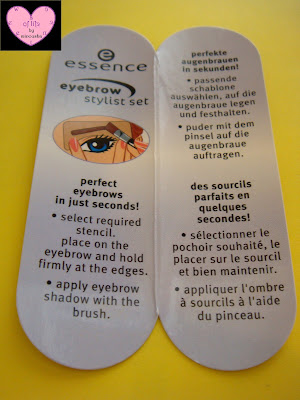 essence
eyebrow
stylist set
perfect
eyebrows
in just seconds!
• select required
stencil.
place on the
eyebrow and hold
firmly at the edges.
• apply eyebrow
shadow with the
brush.
perfekte
augenbrauen
in sekunden!
• passende
schablone
auswählen, auf die
augenbraue legen
und festhalten.
• puder mit dem
pinsel auf die
augenbraue
auftragen.
des sourcils
parfaits en
quelques
secondes!
• sélectionner le
pochoir souhaité, le
placer sur le sourcil
et bien maintenir.
• appliquer l'ombre
à sourcils à l'aide
du pinceau.
of life
by